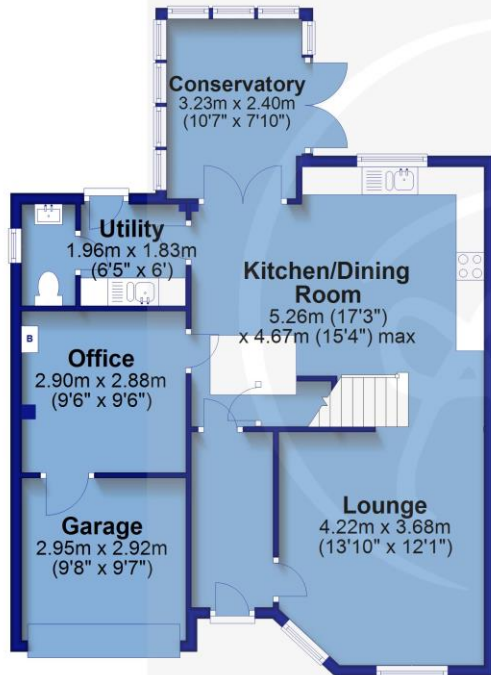 Conservatory
3.23m x 2.40m
(10'7" x 7'10")
Utility
1.96m x 1.83m
(6'5" x 6')
Kitchen/Dining
Room
5.26m (17'3")
x 4.67m (15'4") max
B
Office
2.90m x 2.88m
(9'6" x 9'6")
Garage
2.95m x 2.92m
(9'8" x 9'7")
Lounge
4.22m x 3.68m
(13'10" x 12'1")